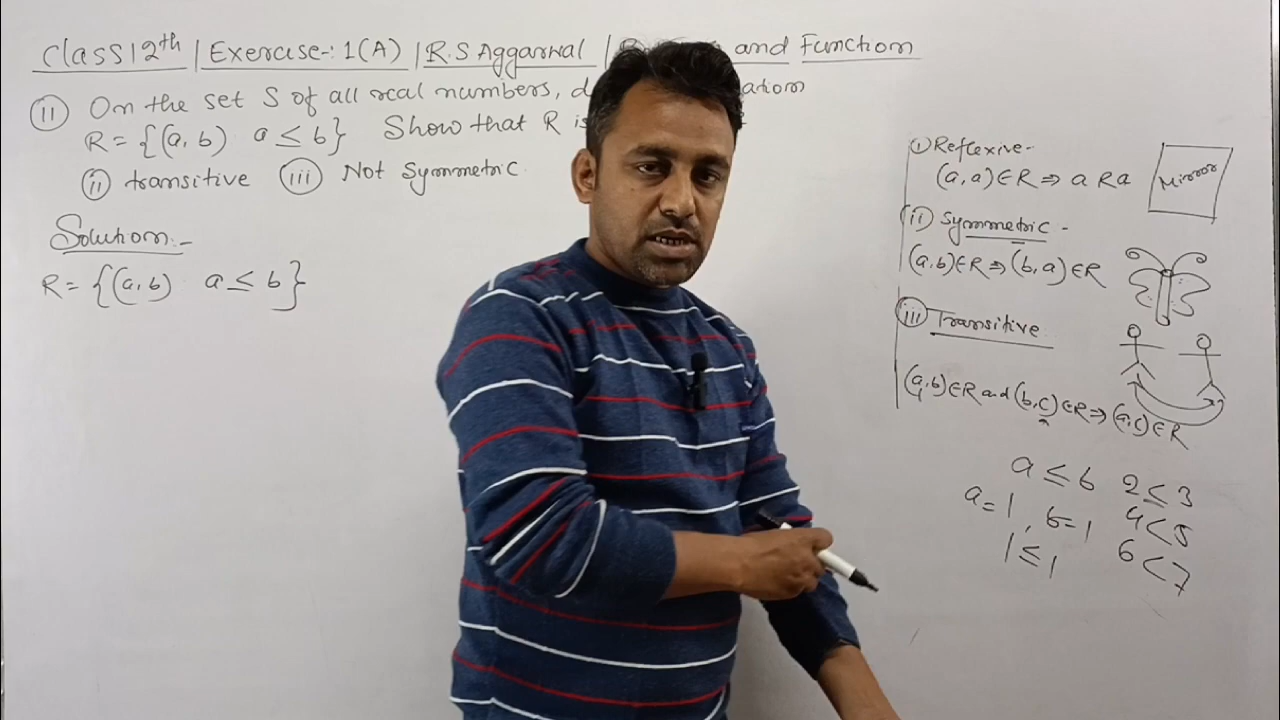 Class 12th | Exercise-: 1(A) | R.S Aggarwal | and Function
(11) On the set S of all real numbers,
R = {(a, b) a ≤ b} Show that R is
(ii) transitive (iii) Not Symmetric.
Solution:-
R = {(a, b) a ≤ b}
(i) Reflexive-
(a, a) ∈ R ⇒ a R a
Mirror
(ii) Symmetric -
(a, b) ∈ R ⇒ (b, a) ∈ R
(iii) Transitive
(a, b) ∈ R and (b, c) ∈ R ⇒ (a, c) ∈ R
a ≤ b 2 ≤ 3
a = 1, b = 1 4 < 5
1 ≤ 1 6 < 7